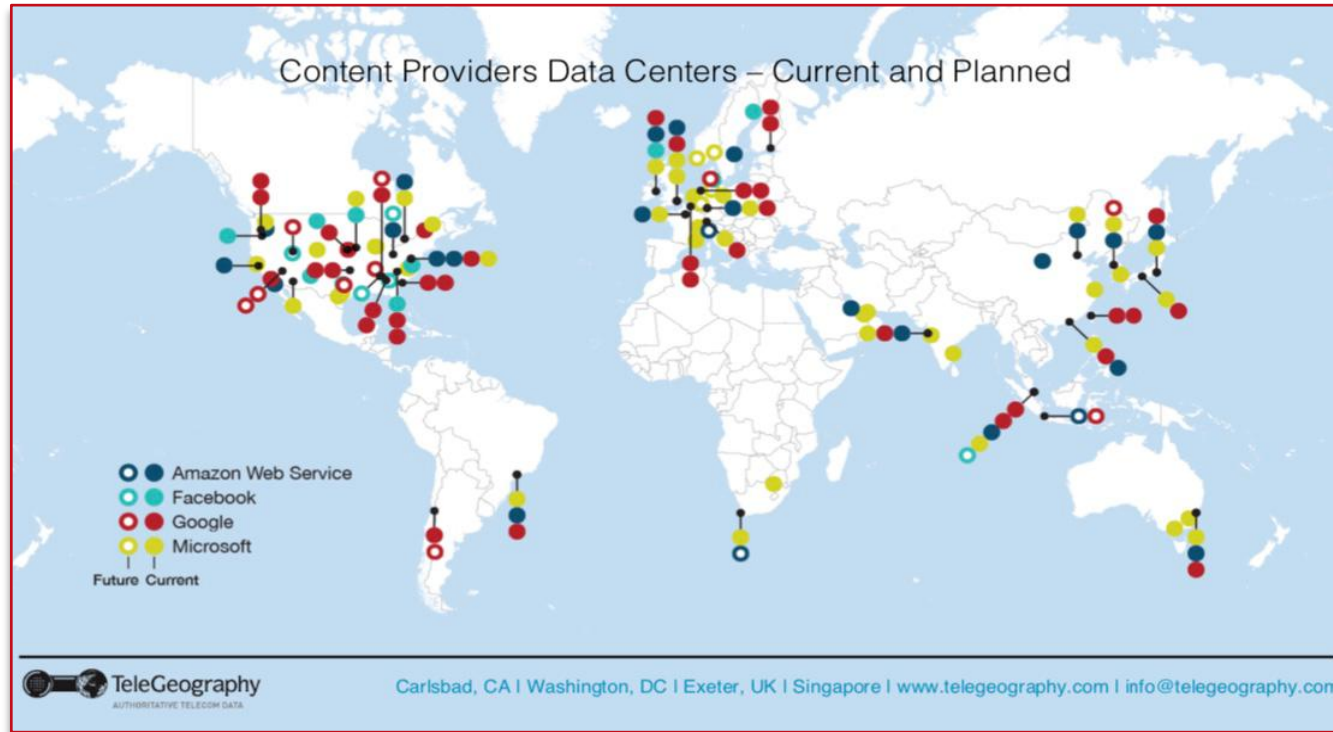 Content Providers Data Centers – Current and Planned
Amazon Web Service
Facebook
Google
Microsoft
Future Current
TeleGeography
AUTHORITATIVE TELECOM DATA
Carlsbad, CA | Washington, DC | Exeter, UK | Singapore | www.telegeography.com | info@telegeography.com